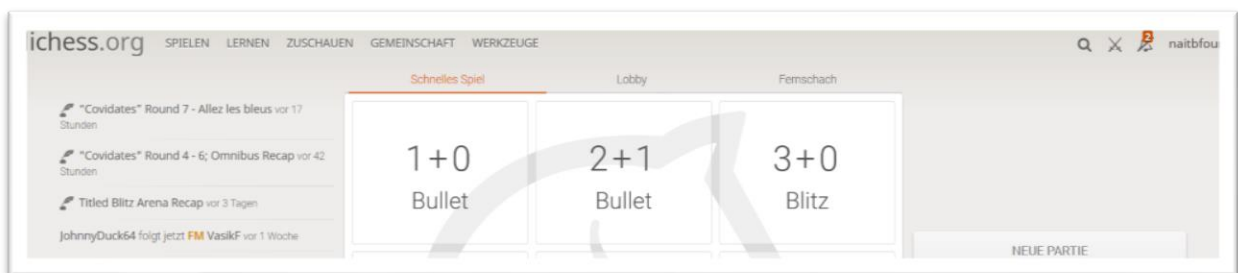 ichess.org SPIELEN LERNEN ZUSCHAUEN GEMEINSCHAFT WERKZEUGE 2 naitbfou
Schnelles Spiel Lobby Fernschach
"Covidates" Round 7 - Allez les bleus vor 17
Stunden
"Covidates" Round 4 - 6; Omnibus Recap vor 42
Stunden
Titled Blitz Arena Recap vor 3 Tagen
JohnnyDuck64 folgt jetzt FM VasikF vor 1 Woche
1+0
Bullet
2+1
Bullet
3+0
Blitz
NEUE PARTIE